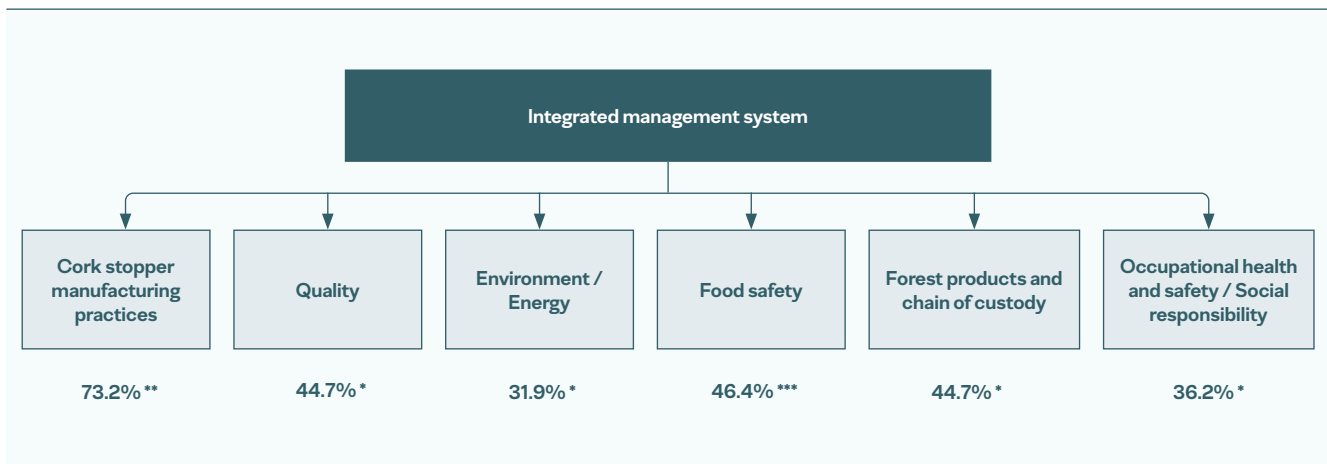 Integrated management system
Cork stopper
manufacturing
practices
Quality
Environment /
Energy
Food safety
Forest products and
chain of custody
Occupational health
and safety / Social
responsibility
73.2% **
44.7% *
31.9% *
46.4% ***
44.7% *
36.2% *